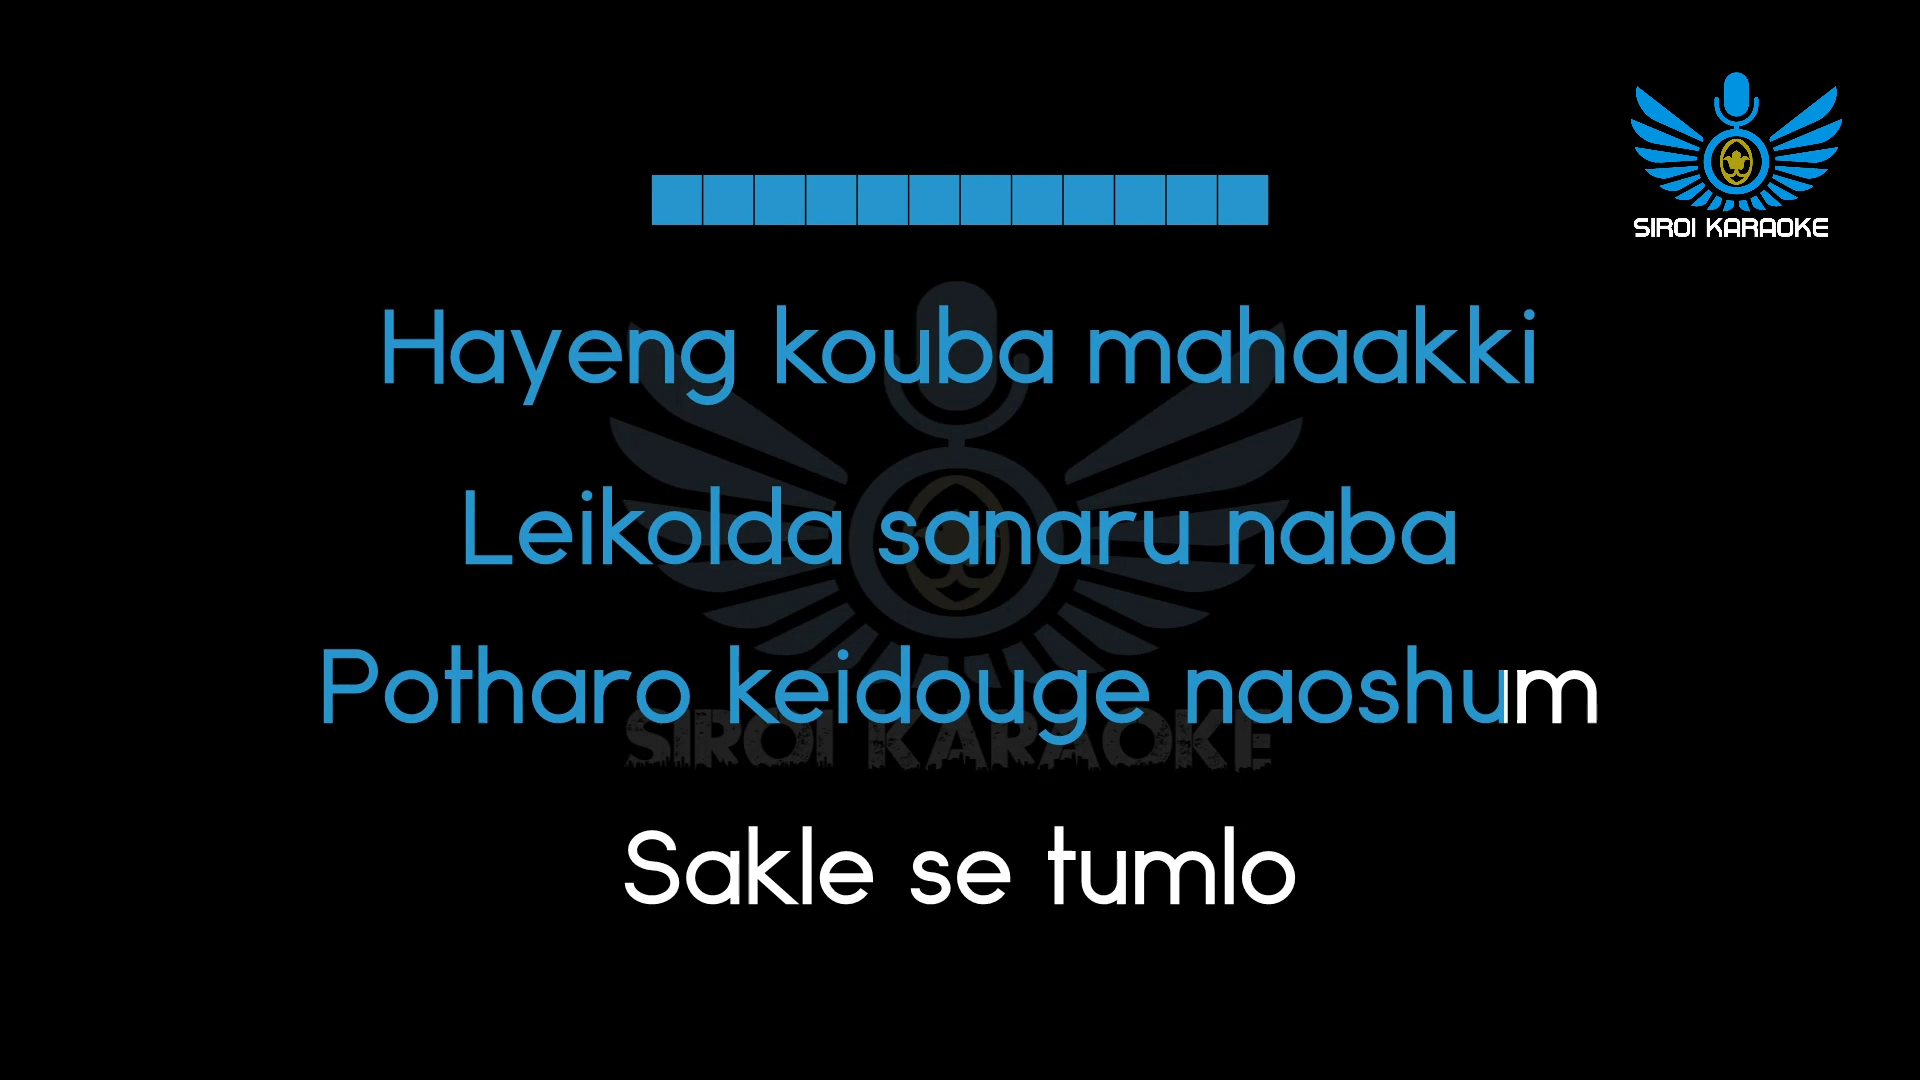 SIROI KARAOKE
Hayeng kouba mahaakki
Leikolda sanaru naba
Potharo keidouge naoshum
SIROI KARAOKE
Sakle se tumlo